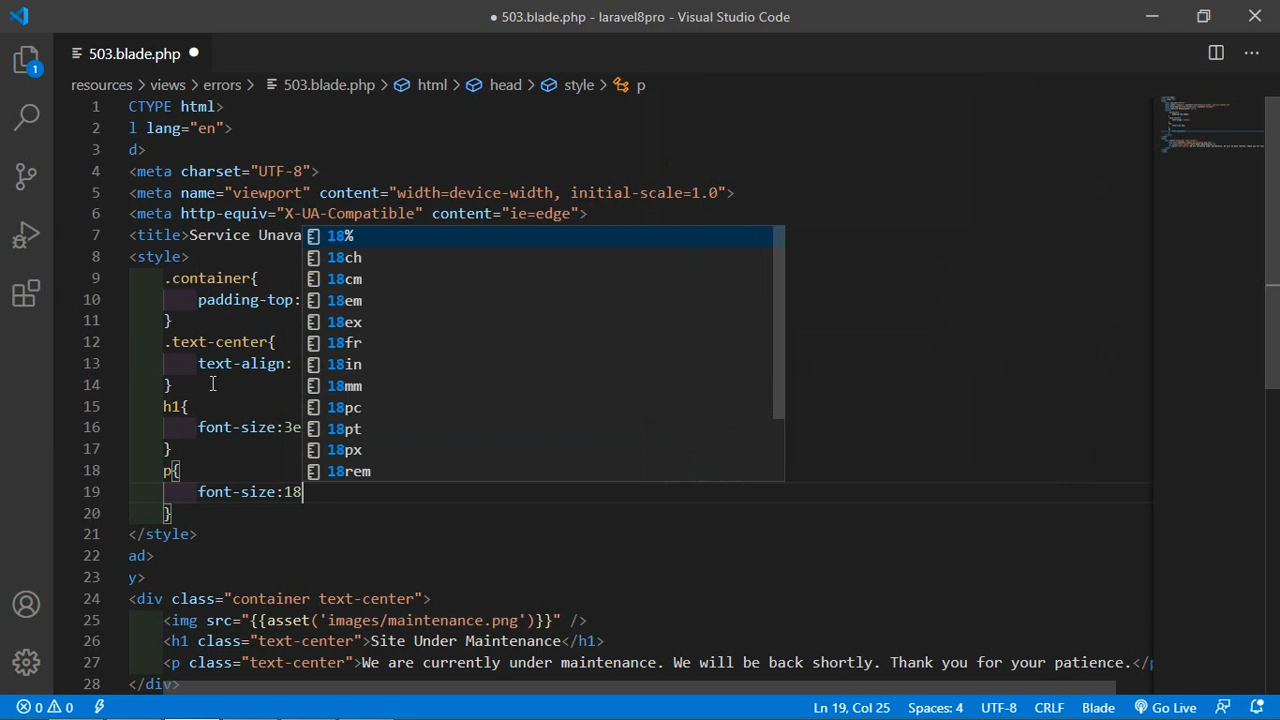 503.blade.php - laravel8pro - Visual Studio Code
1
503.blade.php
resources views errors 503.blade.php html head style p
1 CTYPE html>
2 l lang="en">
3 d>
4 <meta charset="UTF-8">
5 <meta name="viewport" content="width=device-width, initial-scale=1.0">
6 <meta http-equiv="X-UA-Compatible" content="ie=edge">
7 <title>Service Unava
8 <style>
9 .container{
10 padding-top:
11 }
12 .text-center{
13 text-align:
14 }
15 h1{
16 font-size:3e
17 }
18 p{
19 font-size:18
20 }
21 </style>
22 ad>
23 y>
24 <div class="container text-center">
25 <img src="{{asset('images/maintenance.png')}}" />
26 <h1 class="text-center">Site Under Maintenance</h1>
27 <p class="text-center">We are currently under maintenance. We will be back shortly. Thank you for your patience.</p
28 </div>
18%
18ch
18cm
18em
18ex
18fr
18in
18mm
18pc
18pt
18px
18rem
0 0 Ln 19, Col 25 Spaces: 4 UTF-8 CRLF Blade Go Live